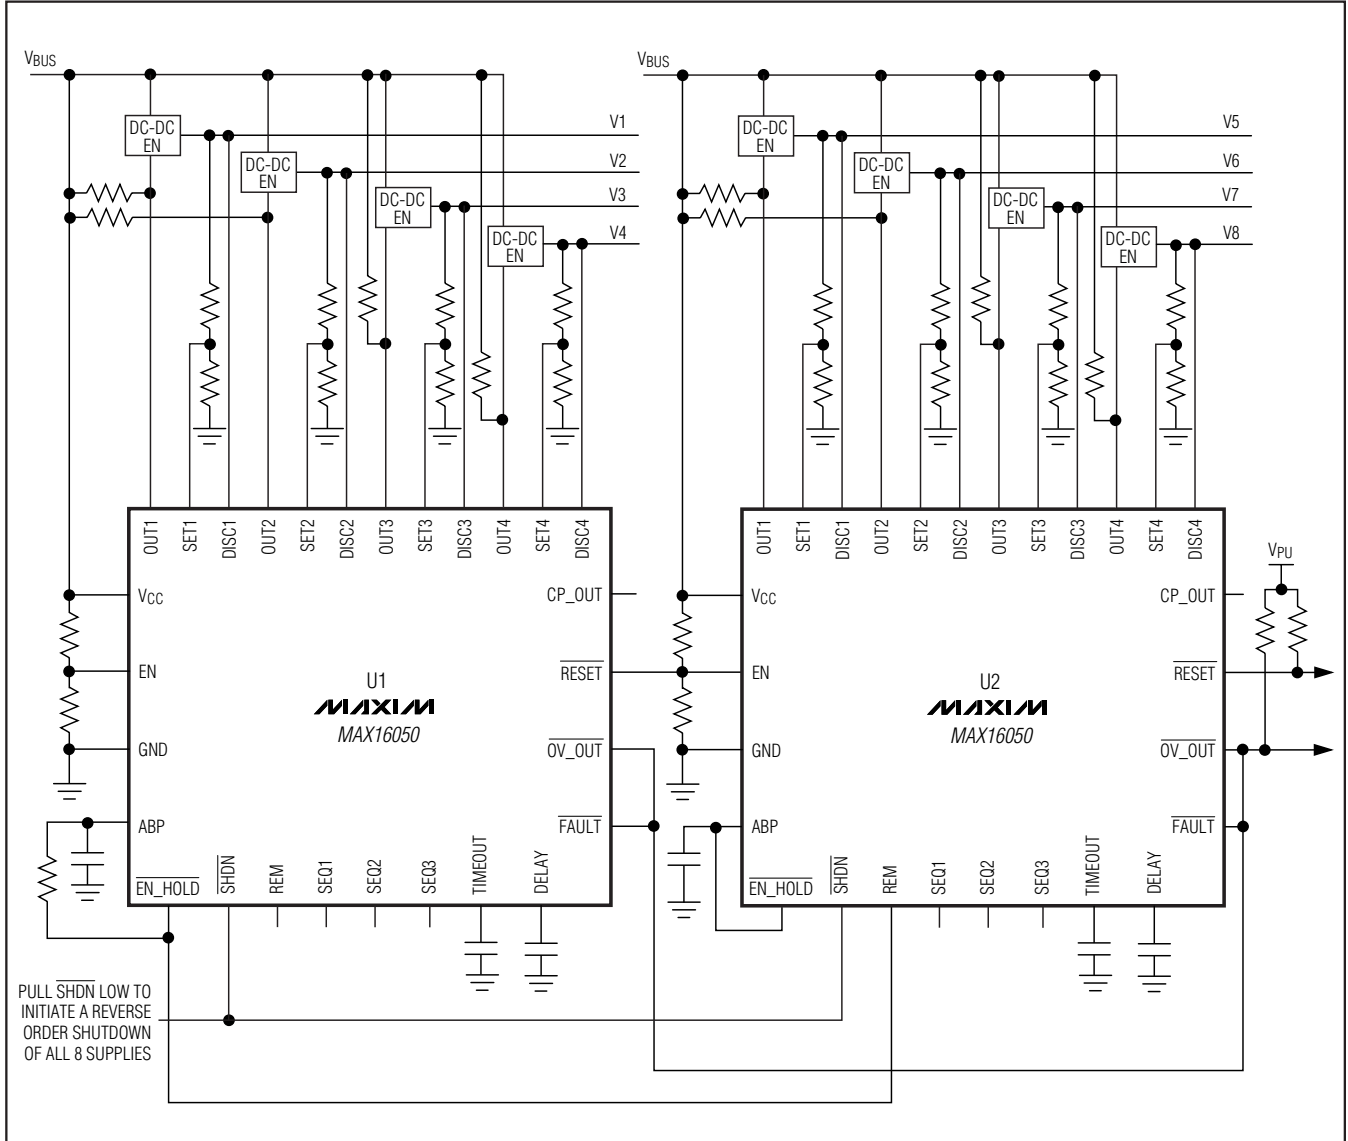 VBUS
VBUS
DC-DC
EN
V1
DC-DC
EN
V2
DC-DC
EN
V3
DC-DC
EN
V4
DC-DC
EN
V5
DC-DC
EN
V6
DC-DC
EN
V7
DC-DC
EN
V8
OUT1
SET1
DISC1
OUT2
SET2
DISC2
OUT3
SET3
DISC3
OUT4
SET4
DISC4
VCC
EN
GND
ABP
U1
MAXIM
MAX16050
CP_OUT
RESET
OV_OUT
FAULT
EN_HOLD
SHDN
REM
SEQ1
SEQ2
SEQ3
TIMEOUT
DELAY
OUT1
SET1
DISC1
OUT2
SET2
DISC2
OUT3
SET3
DISC3
OUT4
SET4
DISC4
VCC
EN
GND
ABP
U2
MAXIM
MAX16050
CP_OUT
RESET
OV_OUT
FAULT
EN_HOLD
SHDN
REM
SEQ1
SEQ2
SEQ3
TIMEOUT
DELAY
VPU
PULL SHDN LOW TO
INITIATE A REVERSE
ORDER SHUTDOWN
OF ALL 8 SUPPLIES